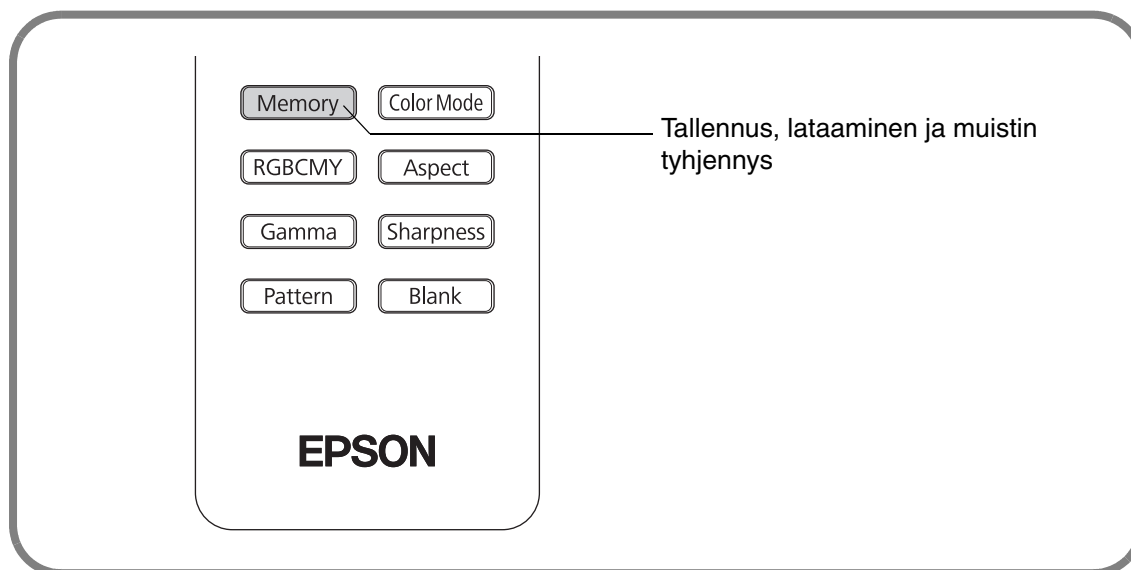 Memory Color Mode
Tallennus, lataaminen ja muistin
tyhjennys
RGBCMY Aspect
Gamma Sharpness
Pattern Blank
EPSON